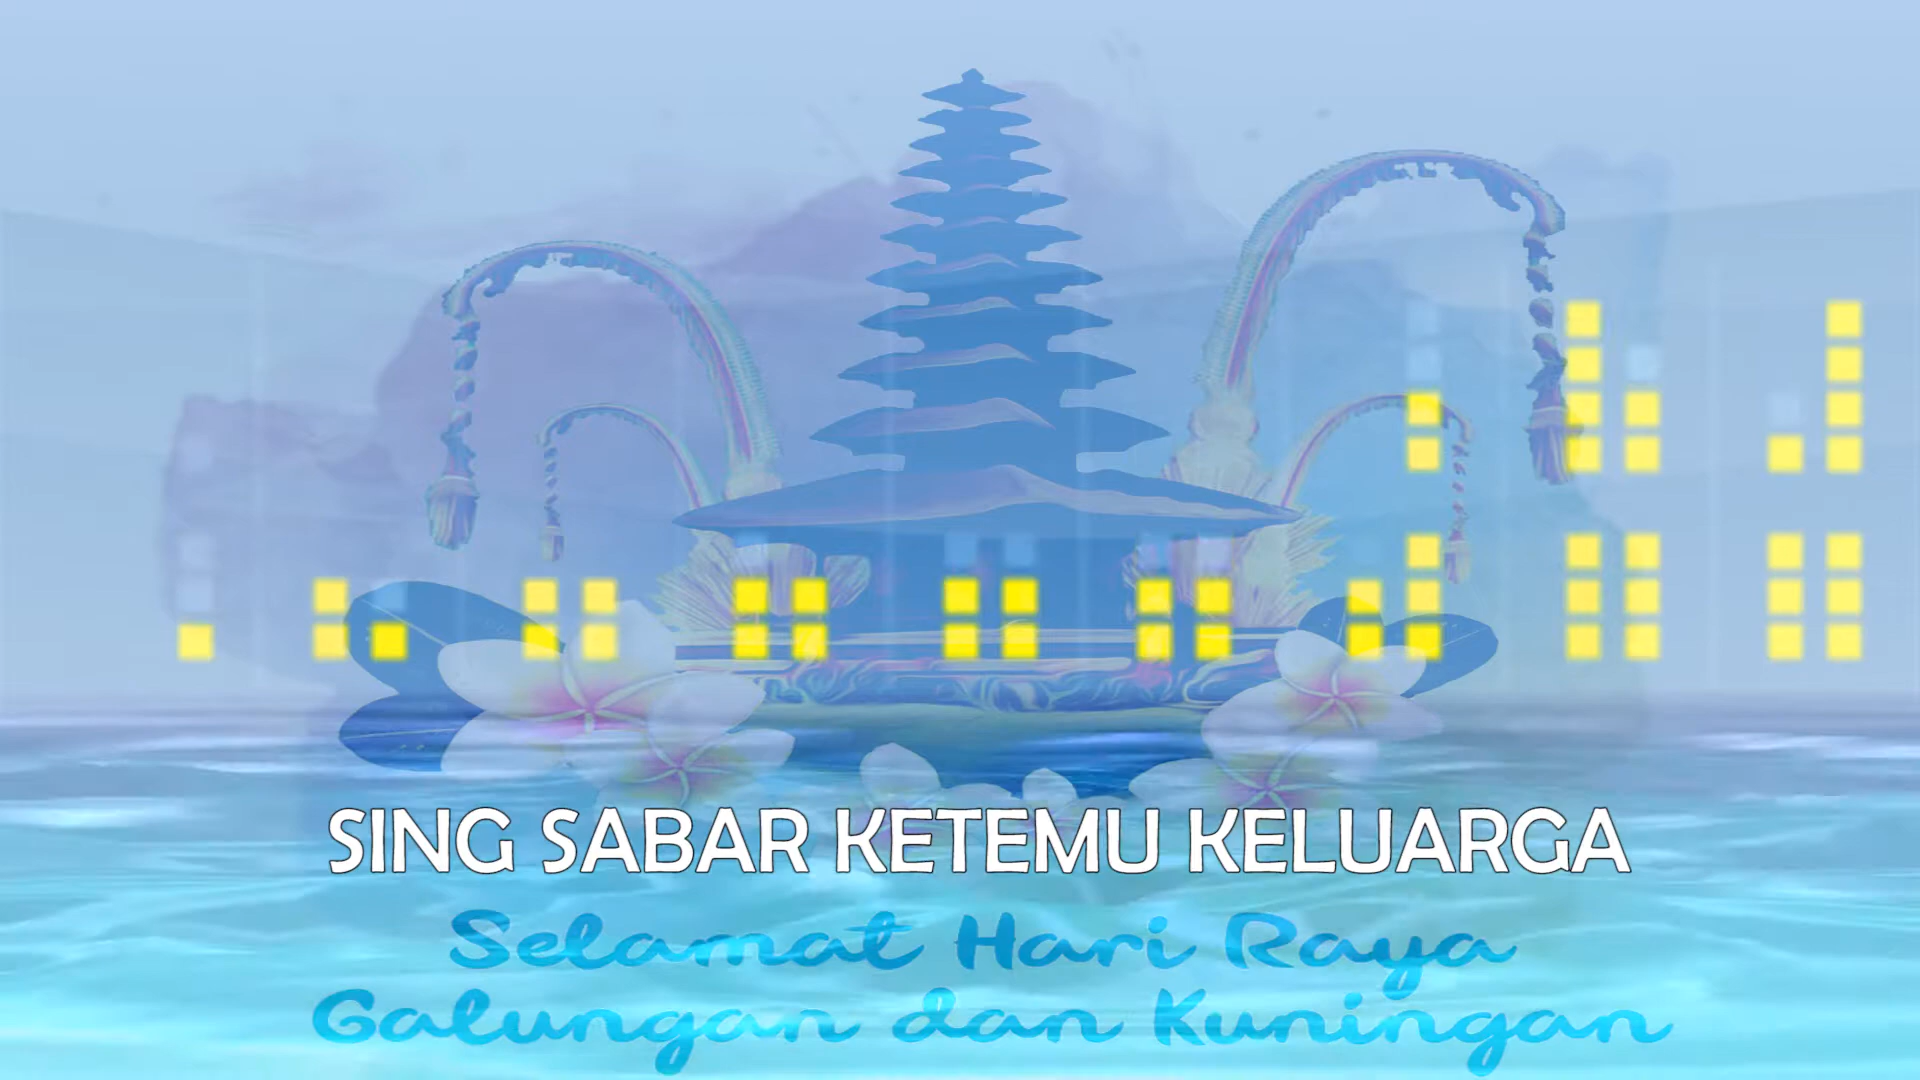 SING SABAR KETEMU KELUARGA
Selamat Hari Raya
Galungan dan Kuningan